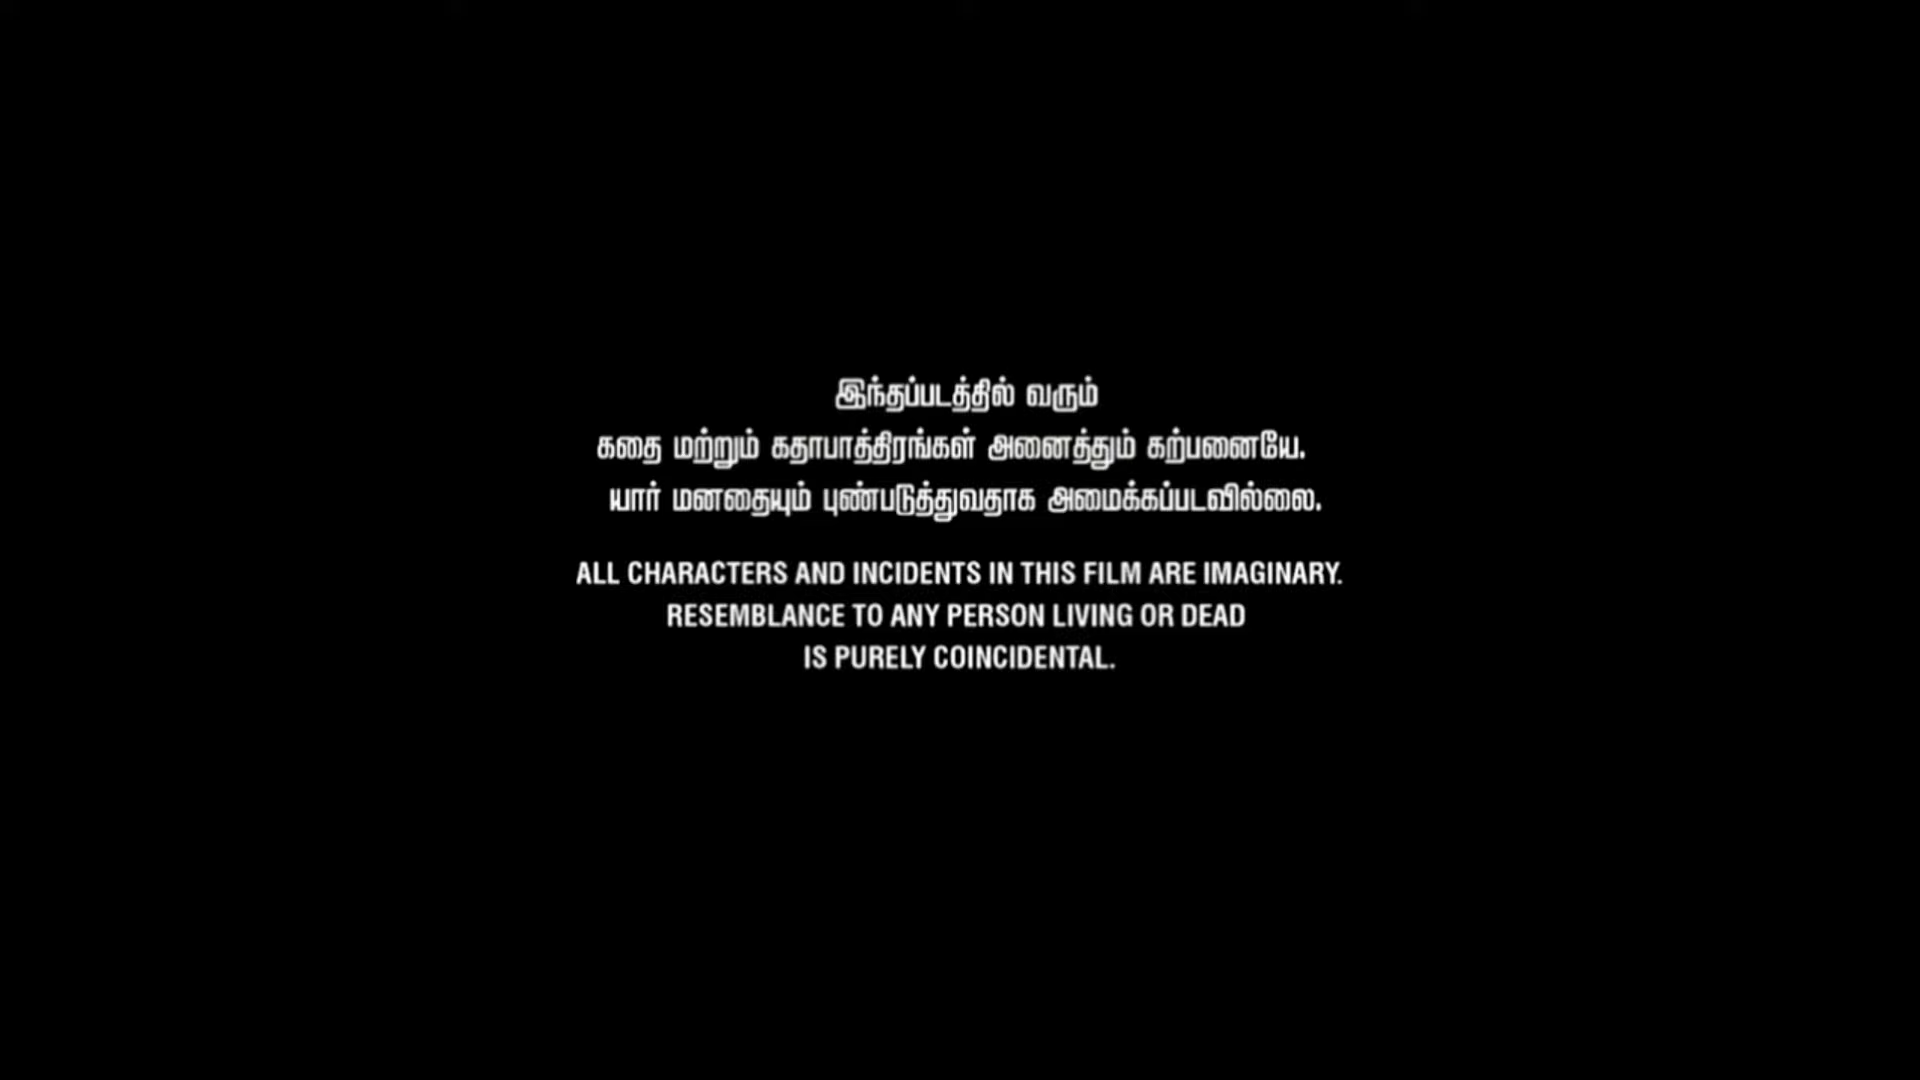 இந்தப்படத்தில் வரும்
கதை மற்றும் கதாபாத்திரங்கள் அனைத்தும் கற்பனையே.
யார் மனதையும் புண்படுத்துவதாக அமைக்கப்படவில்லை.
ALL CHARACTERS AND INCIDENTS IN THIS FILM ARE IMAGINARY.
RESEMBLANCE TO ANY PERSON LIVING OR DEAD
IS PURELY COINCIDENTAL.